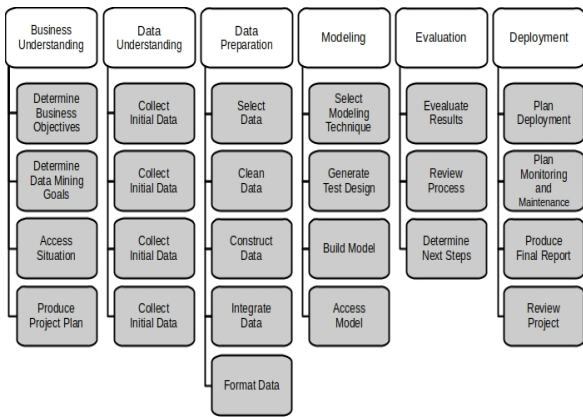 Business
Understanding
Data
Understanding
Data
Preparation
Modeling
Evaluation
Deployment
Determine
Business
Objectives
Determine
Data Mining
Goals
Access
Situation
Produce
Project Plan
Collect
Initial Data
Collect
Initial Data
Collect
Initial Data
Collect
Initial Data
Select
Data
Clean
Data
Construct
Data
Integrate
Data
Format Data
Select
Modeling
Technique
Generate
Test Design
Build Model
Access
Model
Evealuate
Results
Review
Process
Determine
Next Steps
Plan
Deployment
Plan
Monitoring
and
Maintenance
Produce
Final Report
Review
Project